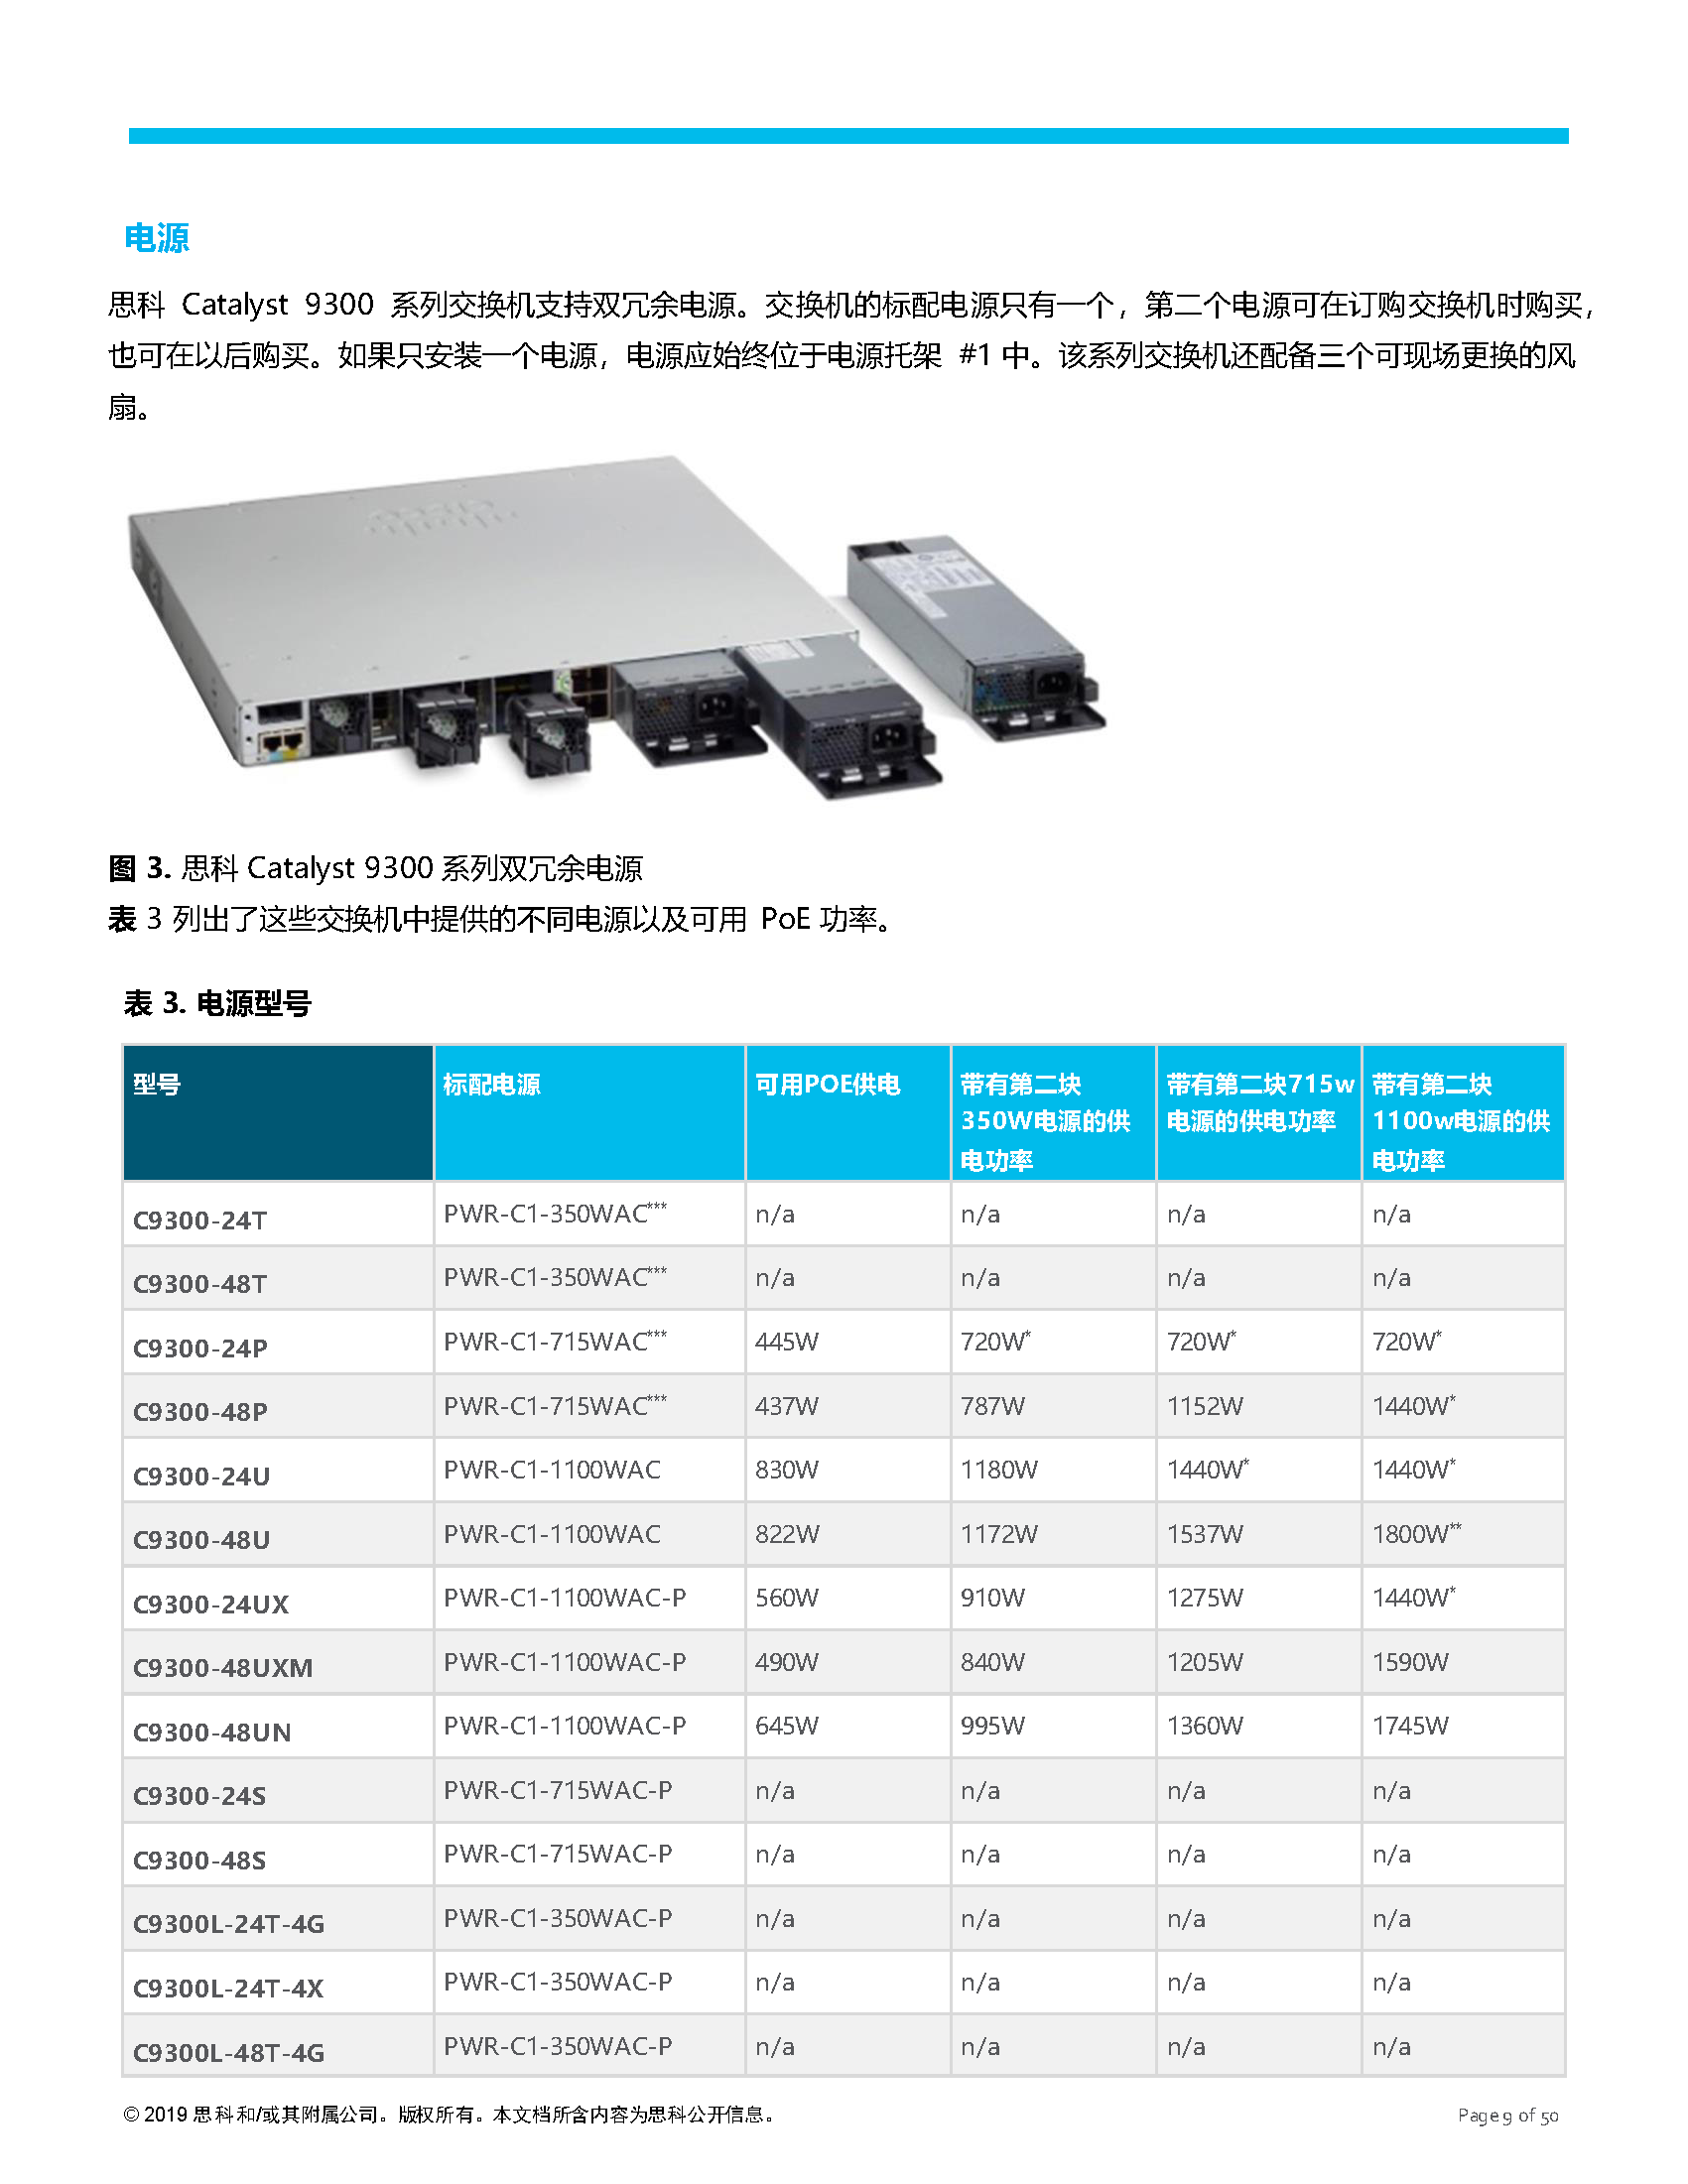 电源
思科 Catalyst 9300 系列交换机支持双冗余电源。交换机的标配电源只有一个，第二个电源可在订购交换机时购买，
也可在以后购买。如果只安装一个电源，电源应始终位于电源托架 #1 中。该系列交换机还配备三个可现场更换的风
扇。
图 3. 思科 Catalyst 9300 系列双冗余电源
表 3 列出了这些交换机中提供的不同电源以及可用 PoE 功率。
表 3. 电源型号
型号 标配电源 可用POE供电 带有第二块 带有第二块715w 带有第二块
350W电源的供 电源的供电功率 1100w电源的供
电功率 电功率
C9300-24T PWR-C1-350WAC*** n/a n/a n/a n/a
C9300-48T PWR-C1-350WAC*** n/a n/a n/a n/a
C9300-24P PWR-C1-715WAC*** 445W 720W* 720W* 720W*
C9300-48P PWR-C1-715WAC*** 437W 787W 1152W 1440W*
C9300-24U PWR-C1-1100WAC 830W 1180W 1440W* 1440W*
C9300-48U PWR-C1-1100WAC 822W 1172W 1537W 1800W**
C9300-24UX PWR-C1-1100WAC-P 560W 910W 1275W 1440W*
C9300-48UXM PWR-C1-1100WAC-P 490W 840W 1205W 1590W
C9300-48UN PWR-C1-1100WAC-P 645W 995W 1360W 1745W
C9300-24S PWR-C1-715WAC-P n/a n/a n/a n/a
C9300-48S PWR-C1-715WAC-P n/a n/a n/a n/a
C9300L-24T-4G PWR-C1-350WAC-P n/a n/a n/a n/a
C9300L-24T-4X PWR-C1-350WAC-P n/a n/a n/a n/a
C9300L-48T-4G PWR-C1-350WAC-P n/a n/a n/a n/a
© 2019 思科和/或其附属公司。版权所有。本文档所含内容为思科公开信息。 Page 9 of 50